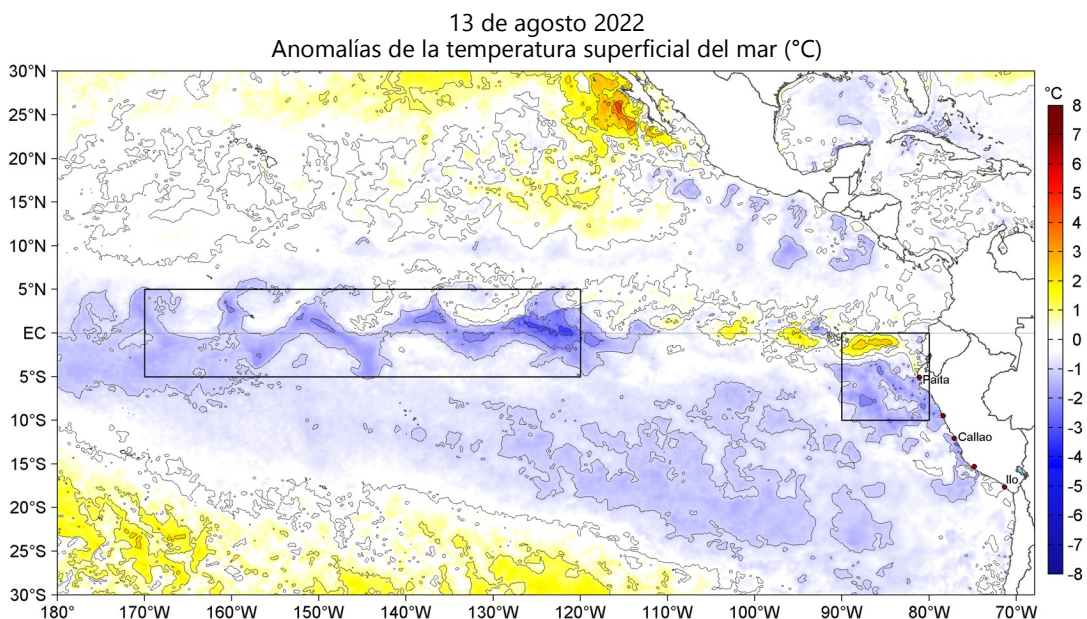 13 de agosto 2022
Anomalías de la temperatura superficial del mar (°C)
30°N
25°N
20°N
15°N
10°N
5°N
EC
5°S
10°S
15°S
20°S
25°S
30°S
180
170°W
160°W
150°W
140°W
130°W
120°W
110°W
100°W
90°W
80°W
70°W
Paita
Callao
Ilo
°C
8
7
6
5
4
3
2
1
0
-1
-2
-3
-4
-5
-6
-7
-8